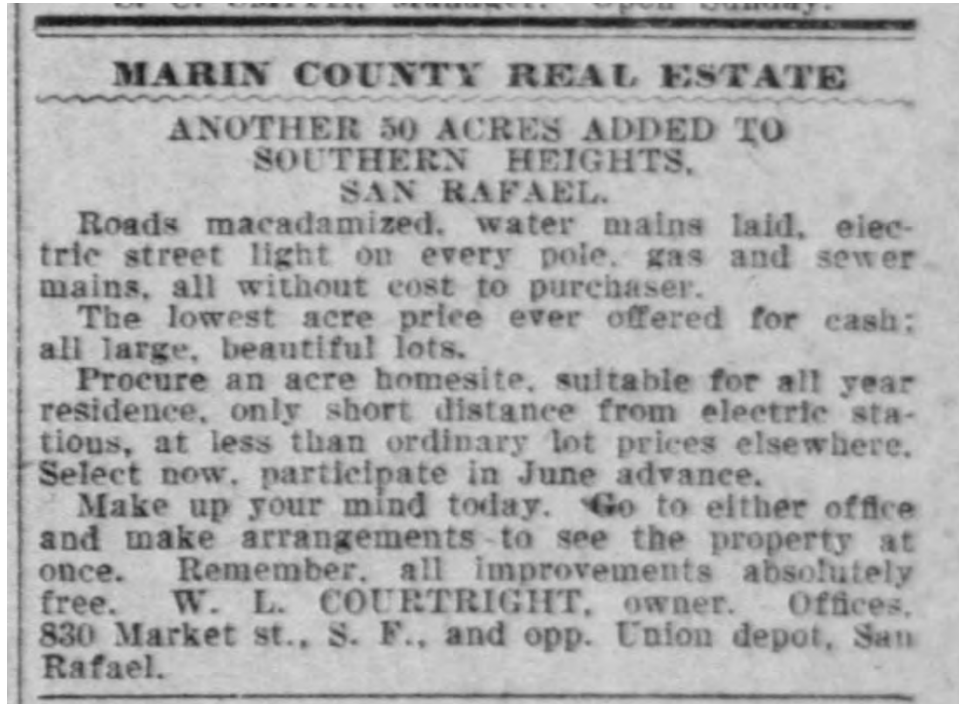 Manager. Open Sunday.
MARIN COUNTY REAL ESTATE
ANOTHER 50 ACRES ADDED TO
SOUTHERN HEIGHTS,
SAN RAFAEL.
Roads macadamized, water mains laid, elec-
tric street light on every pole, gas and sewer
mains, all without cost to purchaser.
The lowest acre price ever offered for cash;
all large, beautiful lots.
Procure an acre homesite, suitable for all year
residence, only short distance from electric sta-
tions, at less than ordinary lot prices elsewhere.
Select now, participate in June advance.
Make up your mind today. Go to either office
and make arrangements to see the property at
once. Remember, all improvements absolutely
free. W. L. COURTRIGHT, owner. Offices,
830 Market st., S. F., and opp. Union depot, San
Rafael.